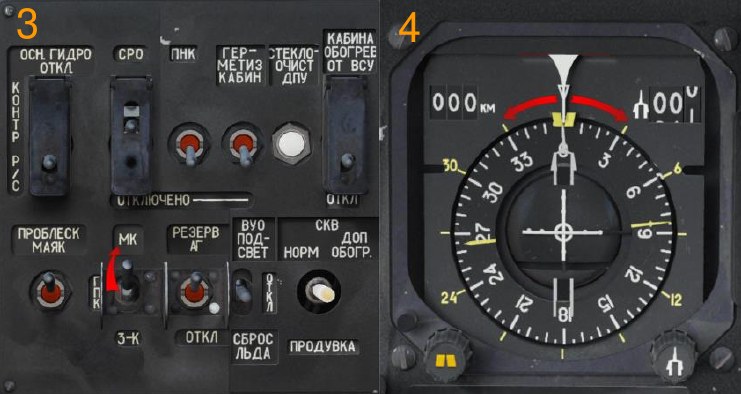 3
ОСН. ГИДРО
ОТКЛ
СРО
ПНК
ГЕР-
МЕТИЗ
КАБИН
СТЕКЛО-
ОЧИСТ
ДПУ
КАБИНА
ОБОГРЕВ
ОТ ВСУ
КОНТР Р/С
ОТКЛЮЧЕНО
ОТКЛ
ПРОБЛЕСК
МАЯК
МК
РЕЗЕРВ
АГ
ВУО
ПОД-
СВЕТ
СКВ
НОРМ
ДОП
ОБОГР.
ГПК
ОТКЛ
З-К
ОТКЛ
СБРОС
ЛЬДА
ПРОДУВКА
4
000 КМ
00
33
3
30
30
6
6
27
9
24
24
12
12
21
15